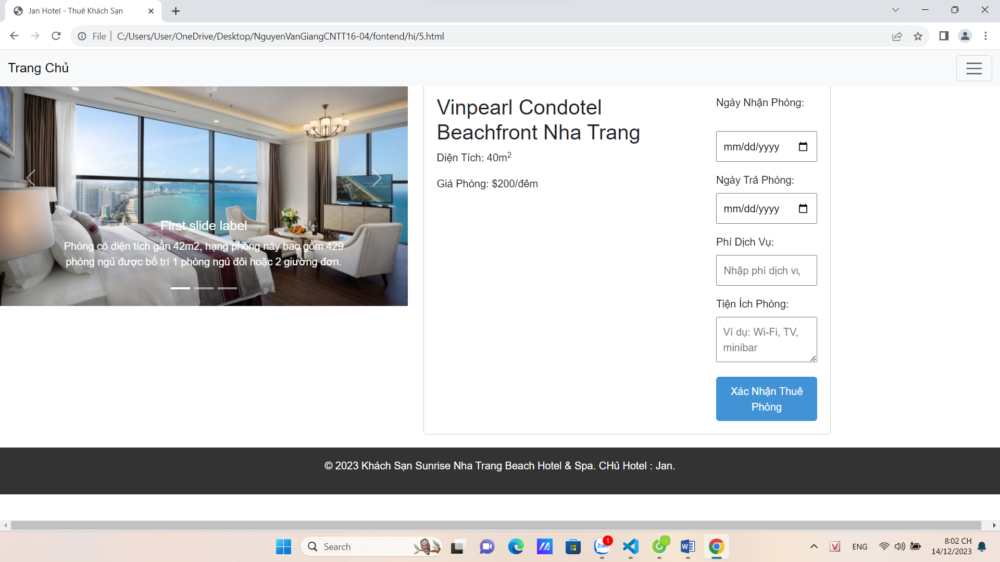 Jan Hotel - Thuê Khách Sạn
File
C:/Users/User/OneDrive/Desktop/NguyenVanGiangCNTT16-04/fontend/hi/5.html
Trang Chủ
First slide label
Phòng có diện tích gần 42m2, hạng phòng này bao gồm 429
phòng ngủ được bố trí 1 phòng ngủ đôi hoặc 2 giường đơn.
Vinpearl Condotel
Beachfront Nha Trang
Diện Tích: 40m²
Giá Phòng: $200/đêm
Ngày Nhận Phòng:
mm/dd/yyyy
Ngày Trả Phòng:
mm/dd/yyyy
Phí Dịch Vụ:
Nhập phí dịch vụ
Tiện Ích Phòng:
Ví dụ: Wi-Fi, TV,
minibar
Xác Nhận Thuê
Phòng
© 2023 Khách Sạn Sunrise Nha Trang Beach Hotel & Spa. CHủ Hotel : Jan.
Search
Zalo
1
V
ENG
8:02 CH
14/12/2023